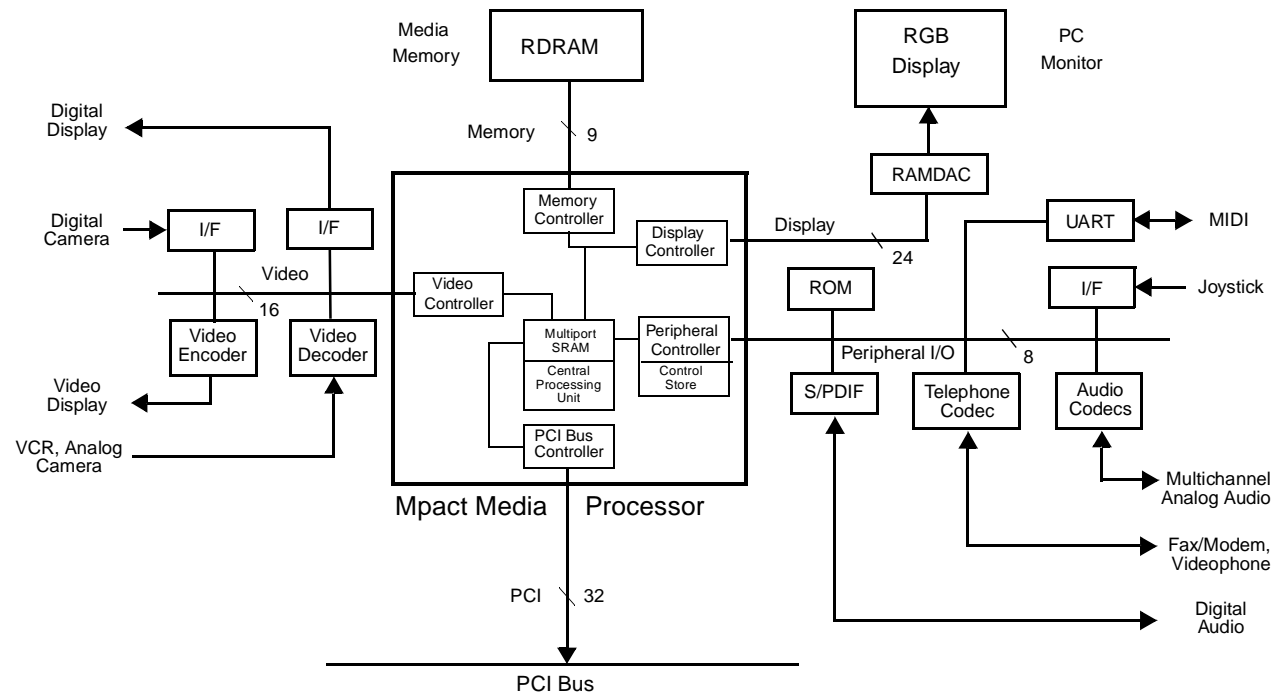 Media
Memory
RDRAM
RGB
Display
PC
Monitor
Digital
Display
Memory
9
RAMDAC
Digital
Camera
I/F
I/F
Memory
Controller
Display
Controller
Display
24
UART
MIDI
Video
16
Video
Controller
ROM
I/F
Joystick
Video
Encoder
Video
Decoder
Multiport
SRAM
Central
Processing
Unit
Peripheral
Controller
Control
Store
Peripheral I/O
8
Video
Display
S/PDIF
Telephone
Codec
Audio
Codecs
VCR, Analog
Camera
PCI Bus
Controller
Mpact Media Processor
Multichannel
Analog Audio
Fax/Modem,
Videophone
PCI
32
Digital
Audio
PCI Bus